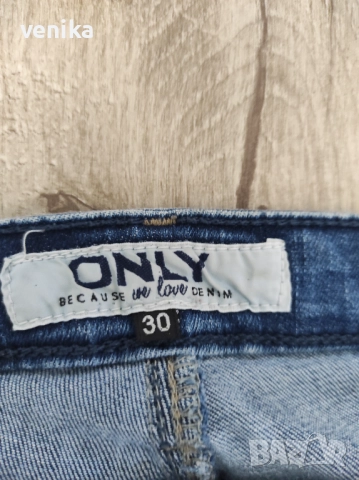 venika
ONLY
BECAUSE we love DENIM
30
BAZAR